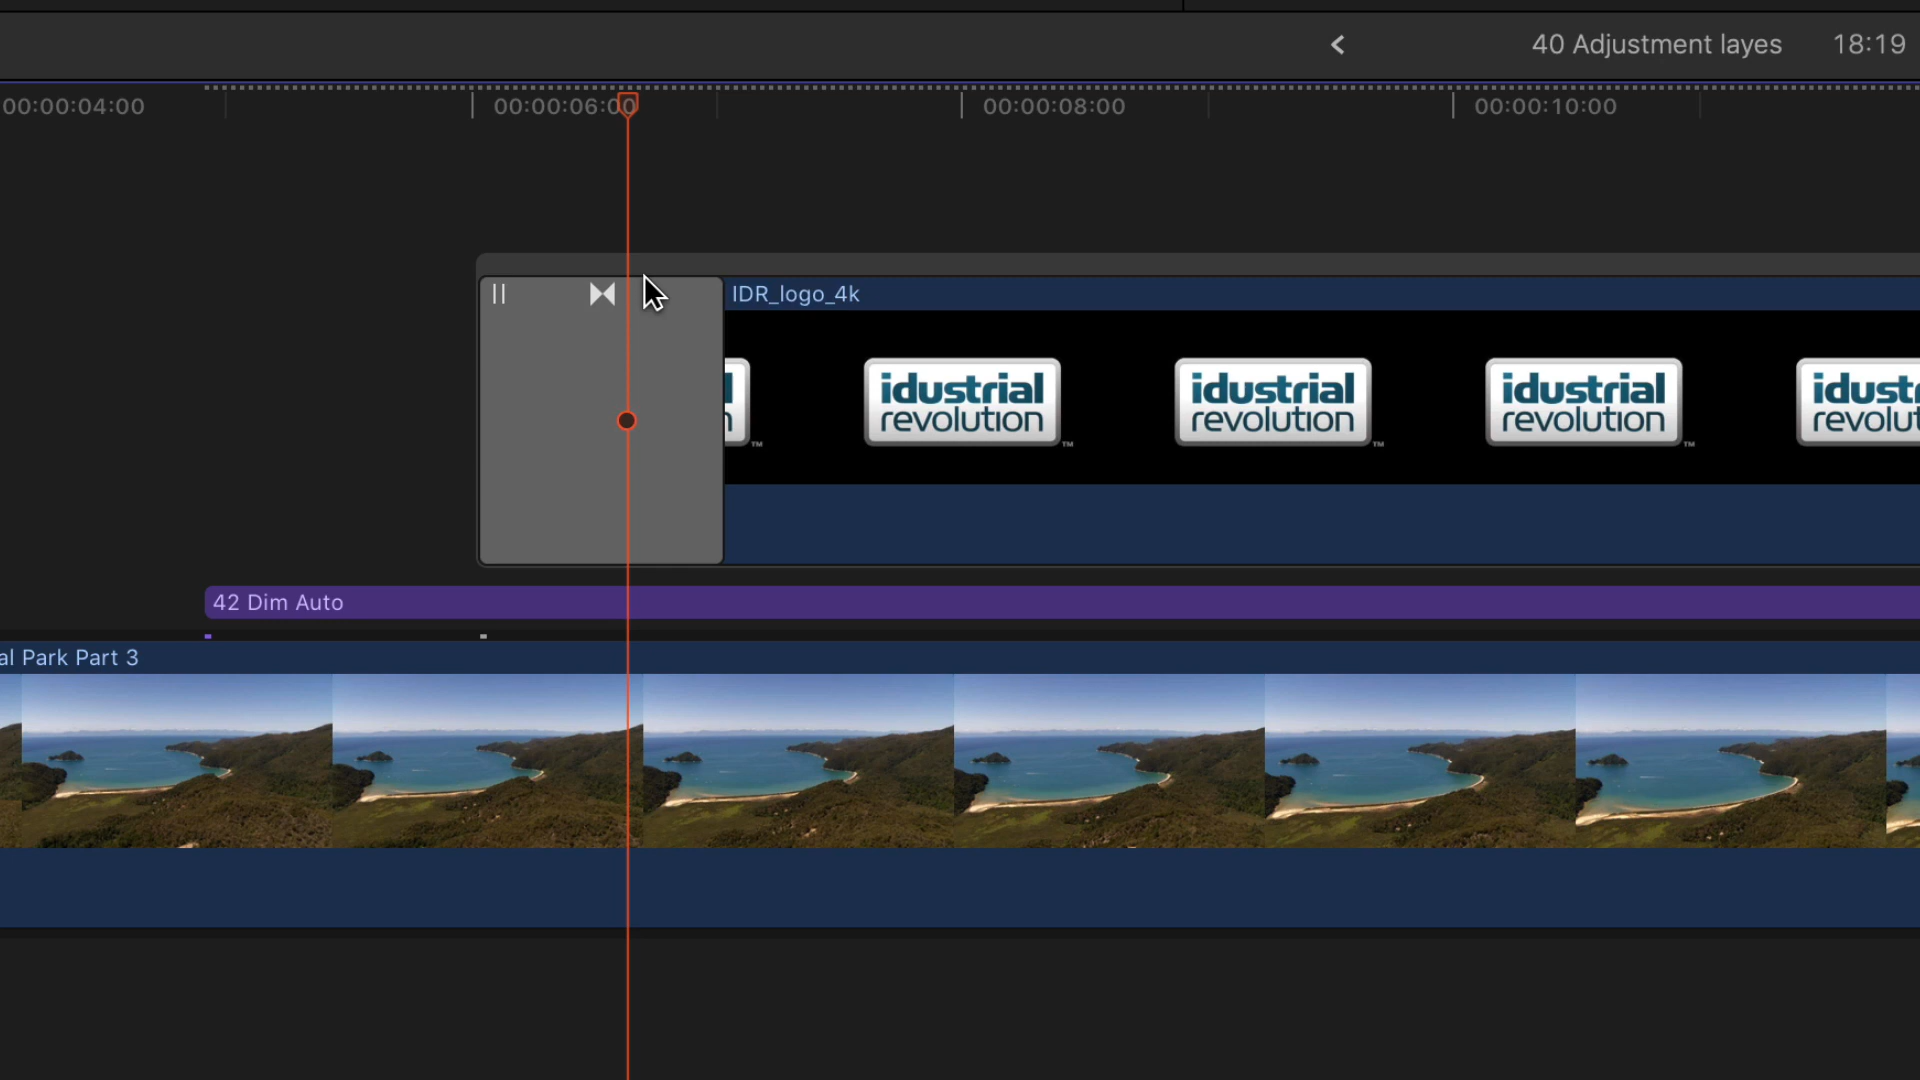 40 Adjustment layes 18:19
00:00:04:00 00:00:06:00 00:00:08:00 00:00:10:00
IDR_logo_4k
idustrial idustrial idustrial
revolution ™ revolution ™ revolution ™ revolution ™
42 Dim Auto
al Park Part 3